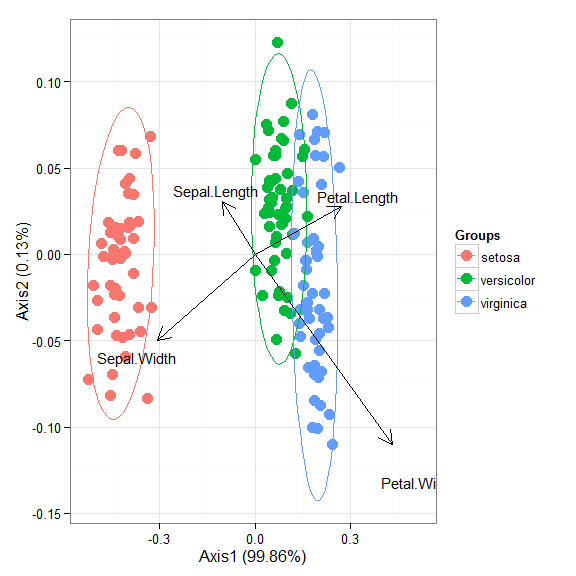 0.10
0.05
0.00
-0.05
-0.10
-0.15
Axis2 (0.13%)
Sepal.Length
Petal.Length
Sepal.Width
Petal.Wi
-0.3
0.0
0.3
Axis1 (99.86%)
Groups
setosa
versicolor
virginica